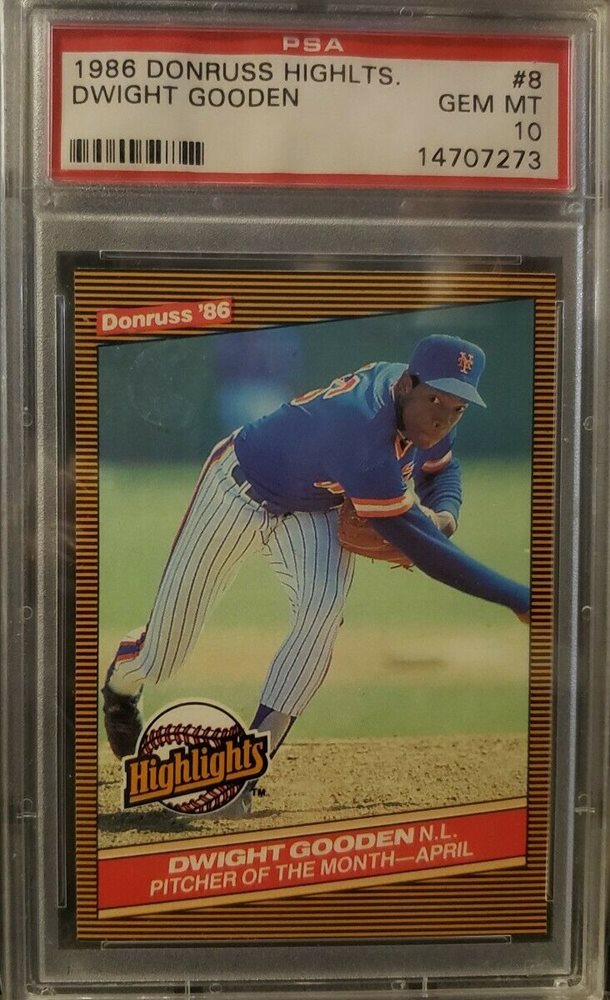 PSA
1986 DONRUSS HIGHLTS. #8
DWIGHT GOODEN GEM MT
10
14707273
Donruss '86
NY
Highlights™
DWIGHT GOODEN N.L.
PITCHER OF THE MONTH—APRIL